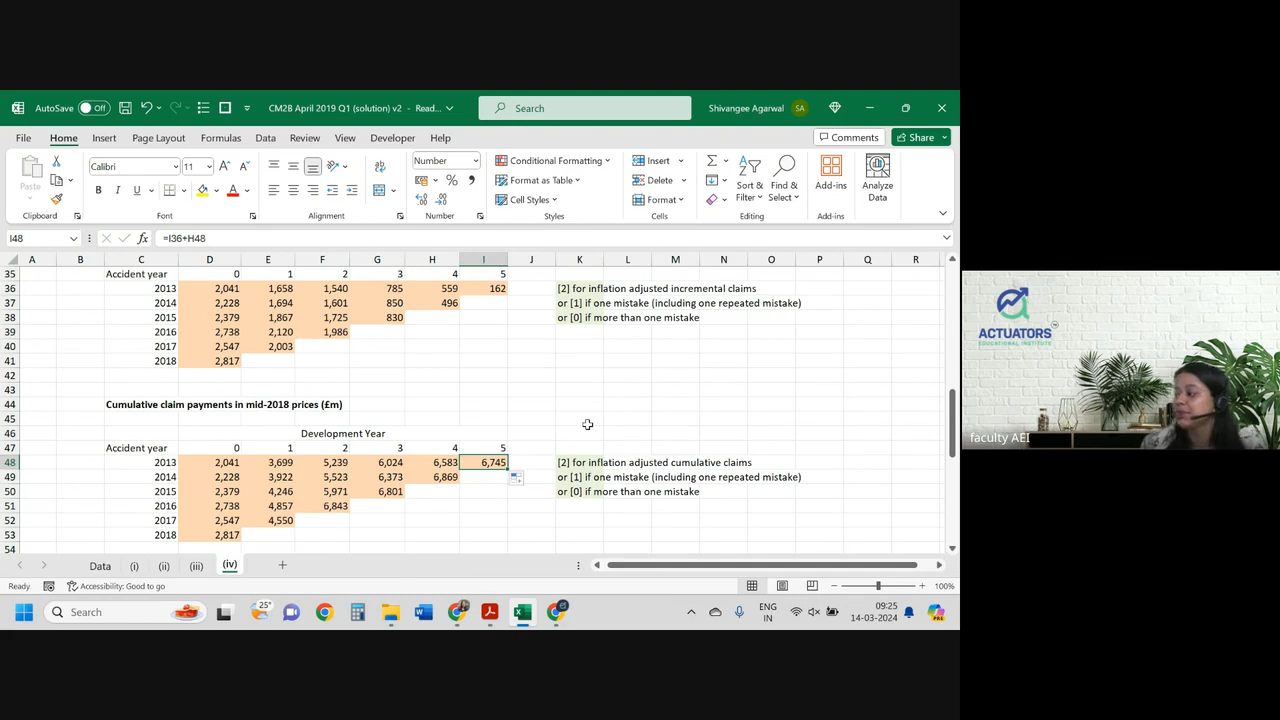 AutoSave Off CM2B April 2019 Q1 (solution) v2 - Read... Search Shivangee Agarwal SA
File Home Insert Page Layout Formulas Data Review View Developer Help Comments Share
Paste Calibri 11 A A B I U A Number % Conditional Formatting Format as Table Cell Styles Insert Delete Format Sort & Filter Find & Select Add-ins Analyze Data
Clipboard Font Alignment Number Styles Cells Editing Add-ins
I48 fx =I36+H48
A B C D E F G H I J K L M N O P Q R
35 Accident year 0 1 2 3 4 5
36 2013 2,041 1,658 1,540 785 559 162 [2] for inflation adjusted incremental claims
37 2014 2,228 1,694 1,601 850 496 or [1] if one mistake (including one repeated mistake)
38 2015 2,379 1,867 1,725 830 or [0] if more than one mistake
39 2016 2,738 2,120 1,986
40 2017 2,547 2,003
41 2018 2,817
42
43
44 Cumulative claim payments in mid-2018 prices (£m)
45
46 Development Year
47 Accident year 0 1 2 3 4 5
48 2013 2,041 3,699 5,239 6,024 6,583 6,745 [2] for inflation adjusted cumulative claims
49 2014 2,228 3,922 5,523 6,373 6,869 or [1] if one mistake (including one repeated mistake)
50 2015 2,379 4,246 5,971 6,801 or [0] if more than one mistake
51 2016 2,738 4,857 6,843
52 2017 2,547 4,550
53 2018 2,817
54
Data (i) (ii) (iii) (iv)
Ready Accessibility: Good to go 100%
Search 25° ENG IN 09:25 14-03-2024
ACTUATORS
EDUCATIONAL INSTITUTE
faculty AEI